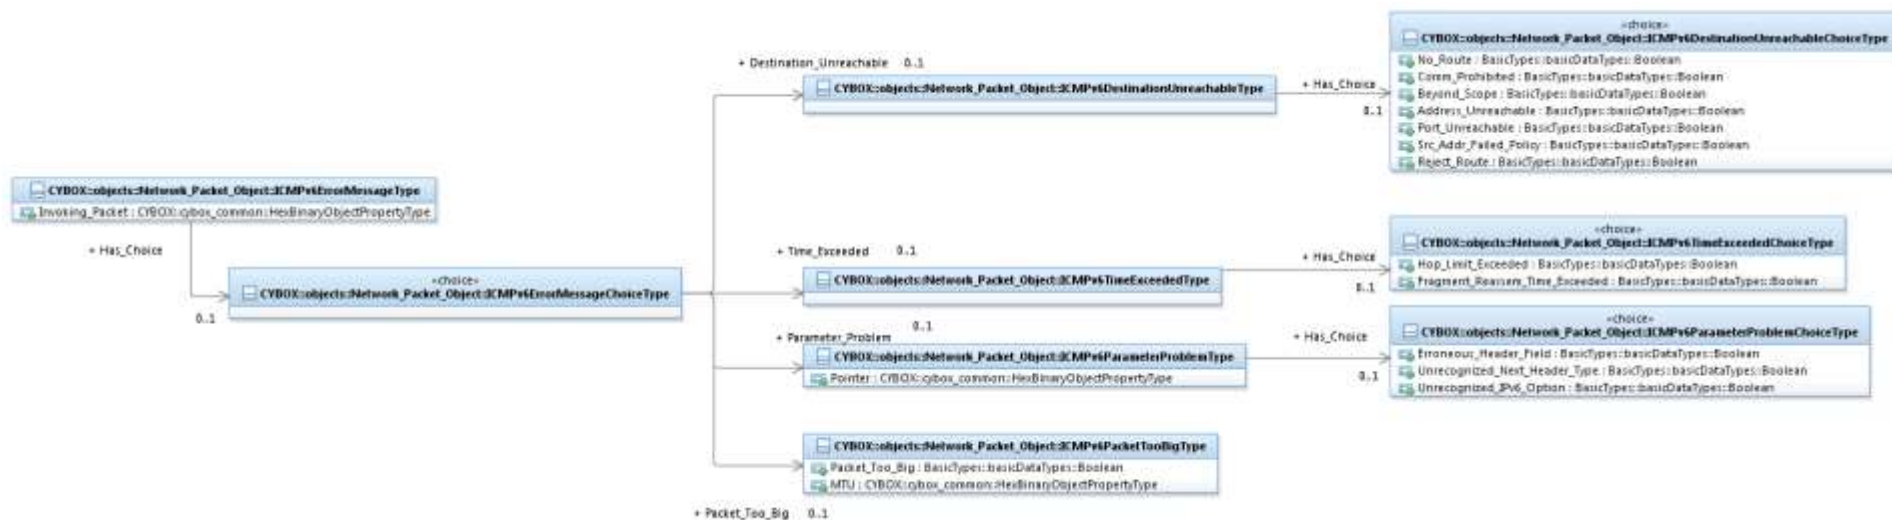 «choice»
CYBOX::objects::Network_Packet_Object::ICMPv6DestinationUnreachableChoiceType
No_Route : BasicTypes::basicDataTypes::Boolean
Comm_Prohibited : BasicTypes::basicDataTypes::Boolean
Beyond_Scope : BasicTypes::basicDataTypes::Boolean
Address_Unreachable : BasicTypes::basicDataTypes::Boolean
Port_Unreachable : BasicTypes::basicDataTypes::Boolean
Src_Addr_Failed_Policy : BasicTypes::basicDataTypes::Boolean
Reject_Route : BasicTypes::basicDataTypes::Boolean
+ Destination_Unreachable 0..1
CYBOX::objects::Network_Packet_Object::ICMPv6DestinationUnreachableType
+ Has_Choice
0..1
CYBOX::objects::Network_Packet_Object::ICMPv6ErrorMessageType
Invoking_Packet : CYBOX::cybox_common::HexBinaryObjectPropertyType
+ Has_Choice
0..1
«choice»
CYBOX::objects::Network_Packet_Object::ICMPv6ErrorMessageChoiceType
+ Time_Exceeded 0..1
CYBOX::objects::Network_Packet_Object::ICMPv6TimeExceededType
+ Has_Choice
0..1
«choice»
CYBOX::objects::Network_Packet_Object::ICMPv6TimeExceededChoiceType
Hop_Limit_Exceeded : BasicTypes::basicDataTypes::Boolean
Fragment_Reassem_Time_Exceeded : BasicTypes::basicDataTypes::Boolean
0..1
+ Parameter_Problem
CYBOX::objects::Network_Packet_Object::ICMPv6ParameterProblemType
Pointer : CYBOX::cybox_common::HexBinaryObjectPropertyType
+ Has_Choice
0..1
«choice»
CYBOX::objects::Network_Packet_Object::ICMPv6ParameterProblemChoiceType
Erroneous_Header_Field : BasicTypes::basicDataTypes::Boolean
Unrecognized_Next_Header_Type : BasicTypes::basicDataTypes::Boolean
Unrecognized_IPv6_Option : BasicTypes::basicDataTypes::Boolean
CYBOX::objects::Network_Packet_Object::ICMPv6PacketTooBigType
Packet_Too_Big : BasicTypes::basicDataTypes::Boolean
MTU : CYBOX::cybox_common::HexBinaryObjectPropertyType
+ Packet_Too_Big 0..1